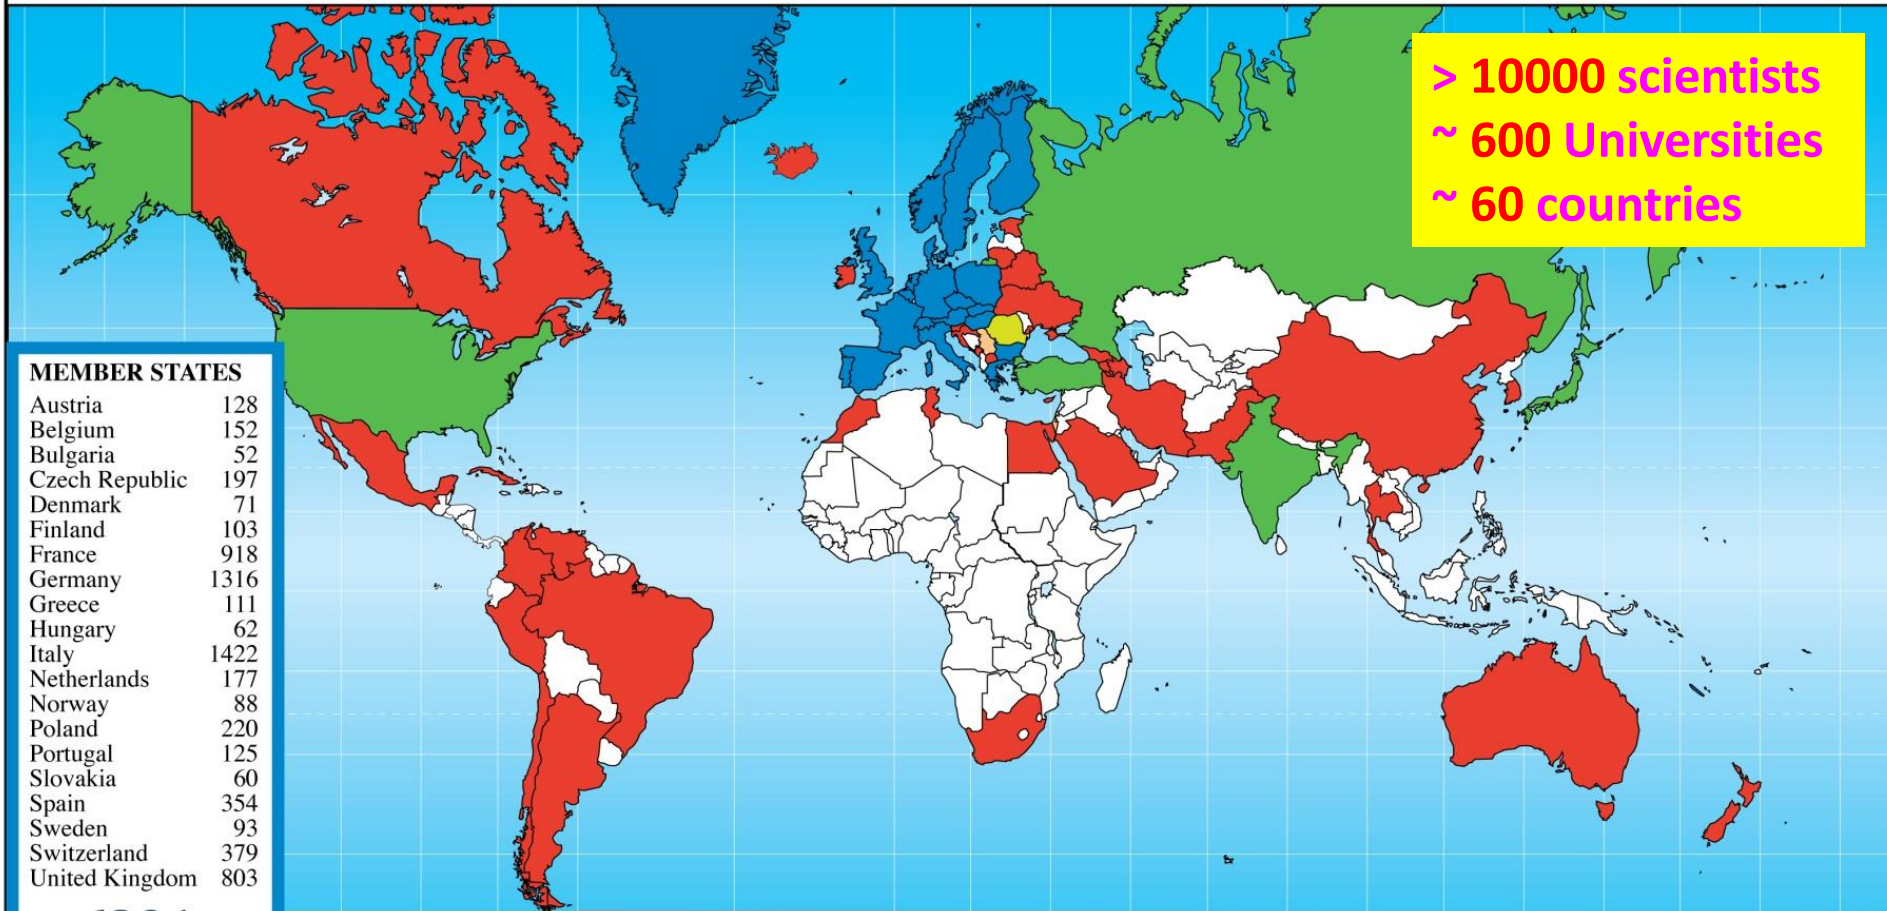 > 10000 scientists
~ 600 Universities
~ 60 countries
MEMBER STATES
Austria 128
Belgium 152
Bulgaria 52
Czech Republic 197
Denmark 71
Finland 103
France 918
Germany 1316
Greece 111
Hungary 62
Italy 1422
Netherlands 177
Norway 88
Poland 220
Portugal 125
Slovakia 60
Spain 354
Sweden 93
Switzerland 379
United Kingdom 803